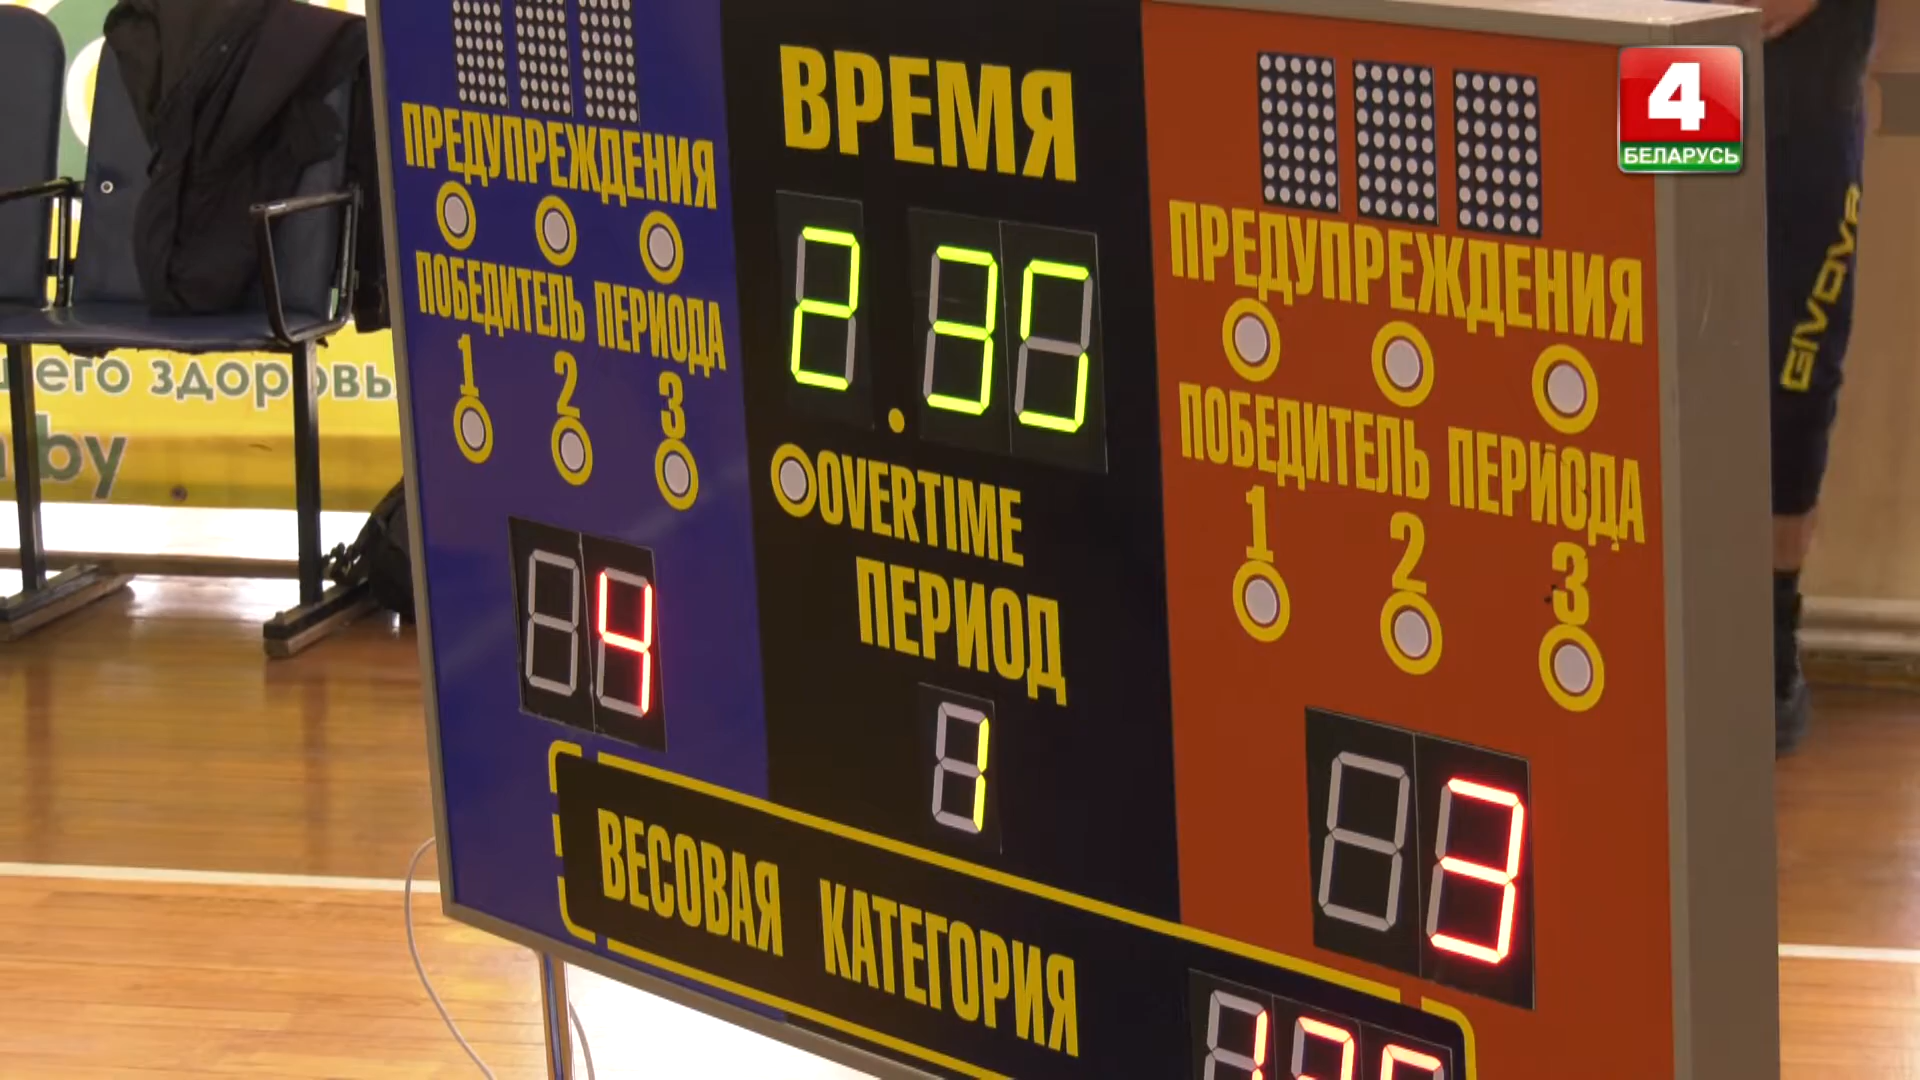 4
БЕЛАРУСЬ
его здоровь
by
GIVOVA
ВРЕМЯ
2.35
OVERTIME
ПЕРИОД
1
ПРЕДУПРЕЖДЕНИЯ
ПОБЕДИТЕЛЬ ПЕРИОДА
1 2 3
4
ПРЕДУПРЕЖДЕНИЯ
ПОБЕДИТЕЛЬ ПЕРИОДА
1 2 3
3
ВЕСОВАЯ КАТЕГОРИЯ